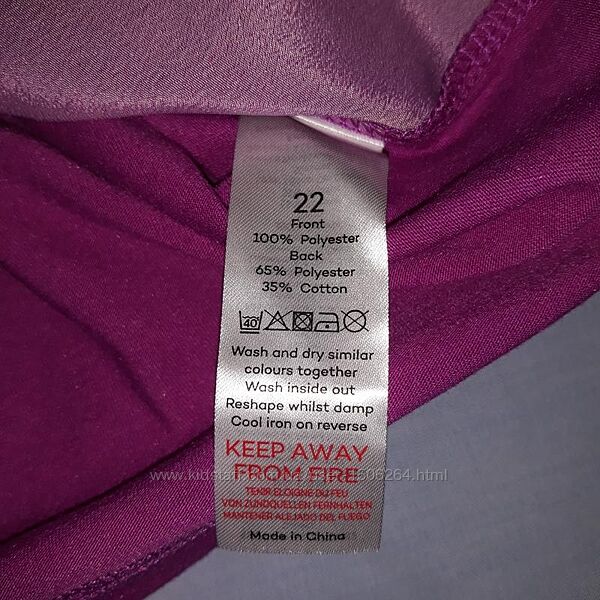 22
Front
100% Polyester
Back
65% Polyester
35% Cotton
40
Wash and dry similar
colours together
Wash inside out
Reshape whilst damp
Cool iron on reverse
KEEP AWAY
FROM FIRE
TENIR ELOIGNE DU FEU
VON ZUNDQUELLEN FERNHALTEN
MANTENER ALEJADO DEL FUEGO
Made in China